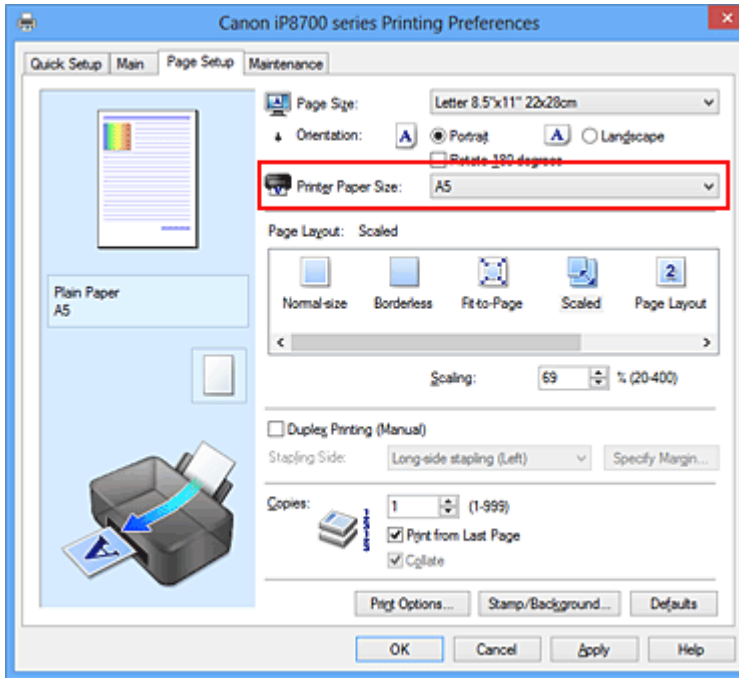 Canon iP8700 series Printing Preferences
Quick Setup Main Page Setup Maintenance
Page Size: Letter 8.5"x11" 22x28cm
Orientation: A Portrait A Landscape
Rotate 180 degrees
Printer Paper Size: A5
Page Layout: Scaled
2
Normal-size Borderless Fit-to-Page Scaled Page Layout
Plain Paper
A5
Scaling: 69 % (20-400)
Duplex Printing (Manual)
Stapling Side: Long-side stapling (Left) Specify Margin...
Copies: 1 (1-999)
Print from Last Page
Collate
A
Print Options... Stamp/Background... Defaults
OK Cancel Apply Help